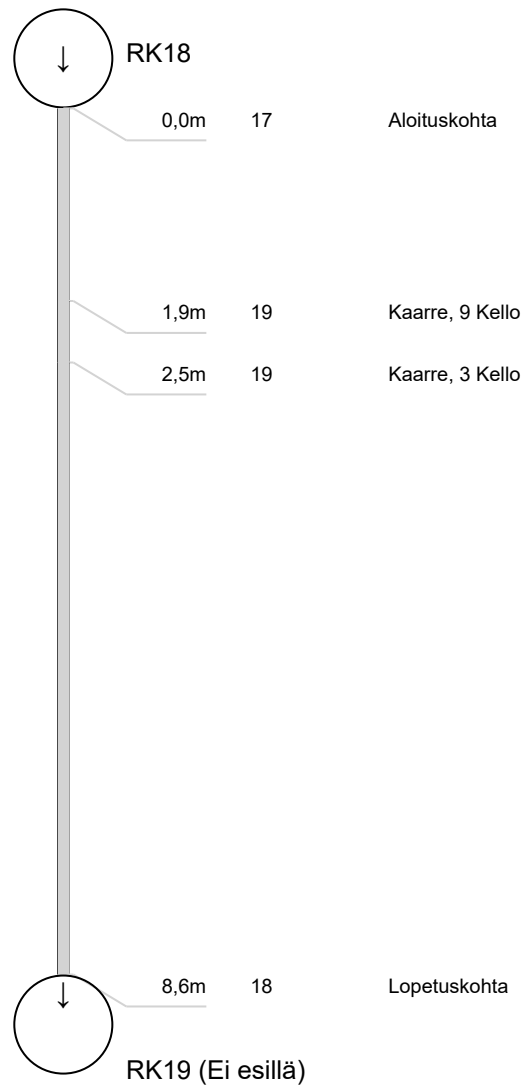 ↓ RK18
0,0m 17 Aloituskohta
1,9m 19 Kaarre, 9 Kello
2,5m 19 Kaarre, 3 Kello
8,6m 18 Lopetuskohta
↓
RK19 (Ei esillä)